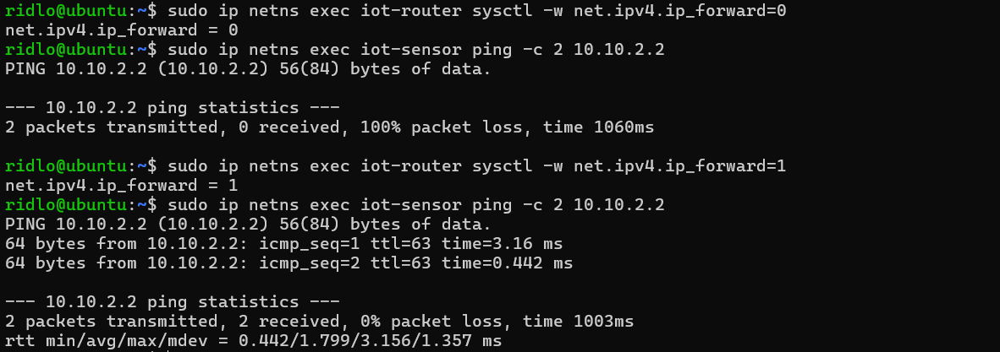 ridlo@ubuntu:~$ sudo ip netns exec iot-router sysctl -w net.ipv4.ip_forward=0
net.ipv4.ip_forward = 0
ridlo@ubuntu:~$ sudo ip netns exec iot-sensor ping -c 2 10.10.2.2
PING 10.10.2.2 (10.10.2.2) 56(84) bytes of data.
--- 10.10.2.2 ping statistics ---
2 packets transmitted, 0 received, 100% packet loss, time 1060ms
ridlo@ubuntu:~$ sudo ip netns exec iot-router sysctl -w net.ipv4.ip_forward=1
net.ipv4.ip_forward = 1
ridlo@ubuntu:~$ sudo ip netns exec iot-sensor ping -c 2 10.10.2.2
PING 10.10.2.2 (10.10.2.2) 56(84) bytes of data.
64 bytes from 10.10.2.2: icmp_seq=1 ttl=63 time=3.16 ms
64 bytes from 10.10.2.2: icmp_seq=2 ttl=63 time=0.442 ms
--- 10.10.2.2 ping statistics ---
2 packets transmitted, 2 received, 0% packet loss, time 1003ms
rtt min/avg/max/mdev = 0.442/1.799/3.156/1.357 ms